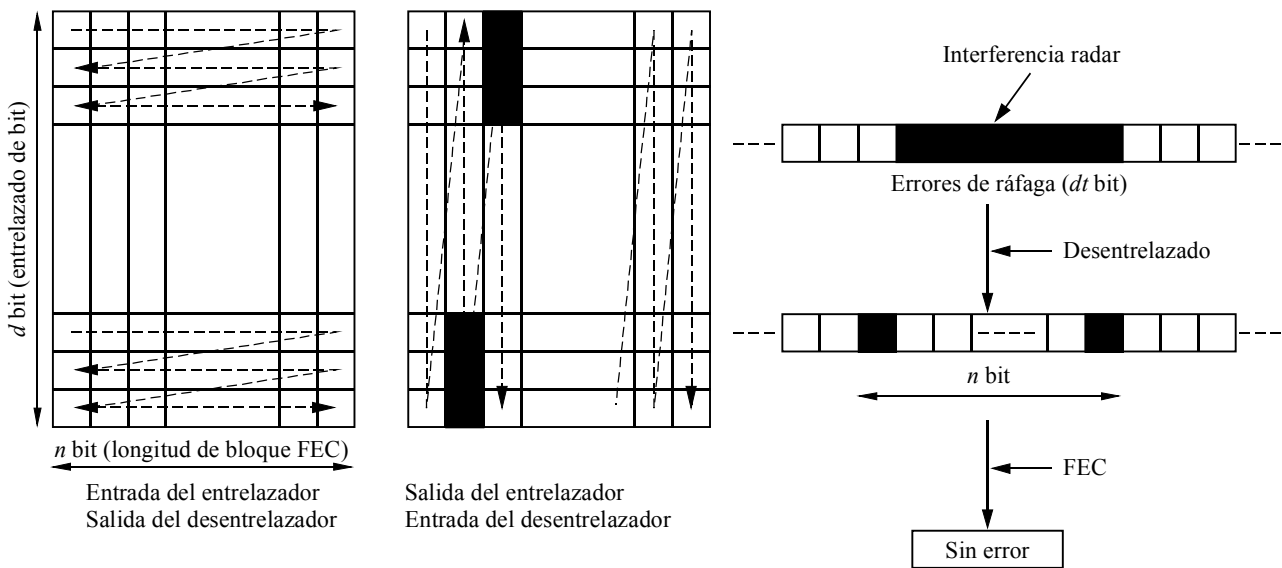 d bit (entrelazado de bit)
n bit (longitud de bloque FEC)
Entrada del entrelazador
Salida del desentrelazador
Salida del entrelazador
Entrada del desentrelazador
Interferencia radar
Errores de ráfaga (dt bit)
Desentrelazado
n bit
FEC
Sin error